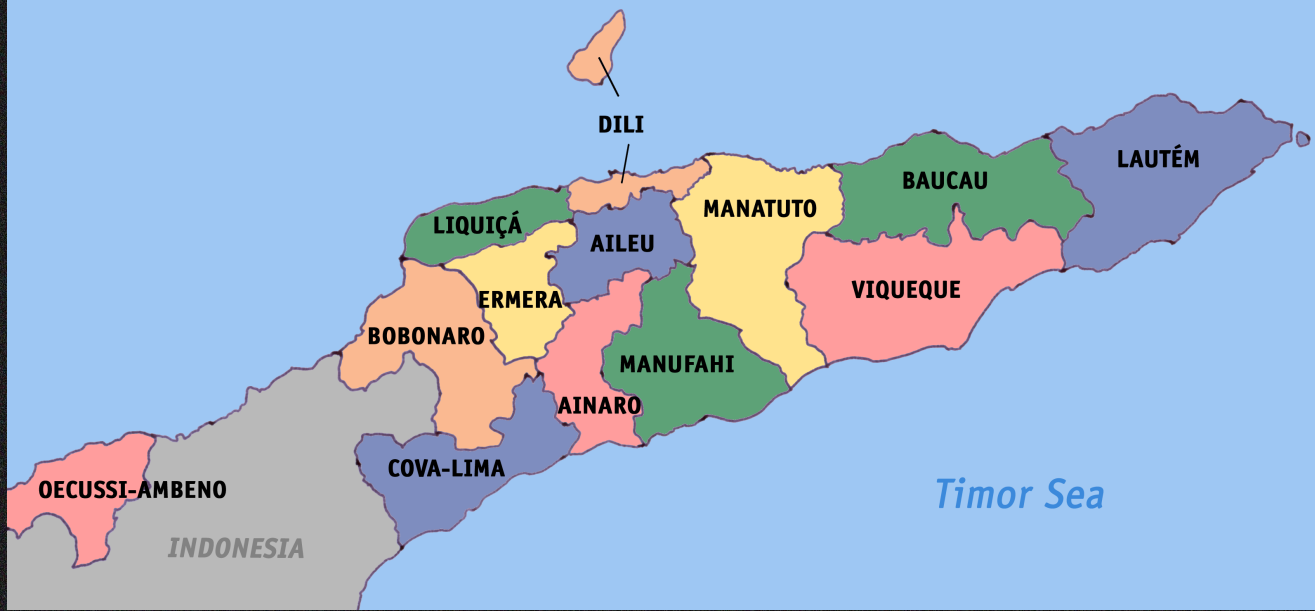 DILI
LAUTÉM
BAUCAU
MANATUTO
LIQUIÇÁ
AILEU
VIQUEQUE
ERMERA
BOBONARO
MANUFAHI
AINARO
COVA-LIMA
OECUSSI-AMBENO
Timor Sea
INDONESIA